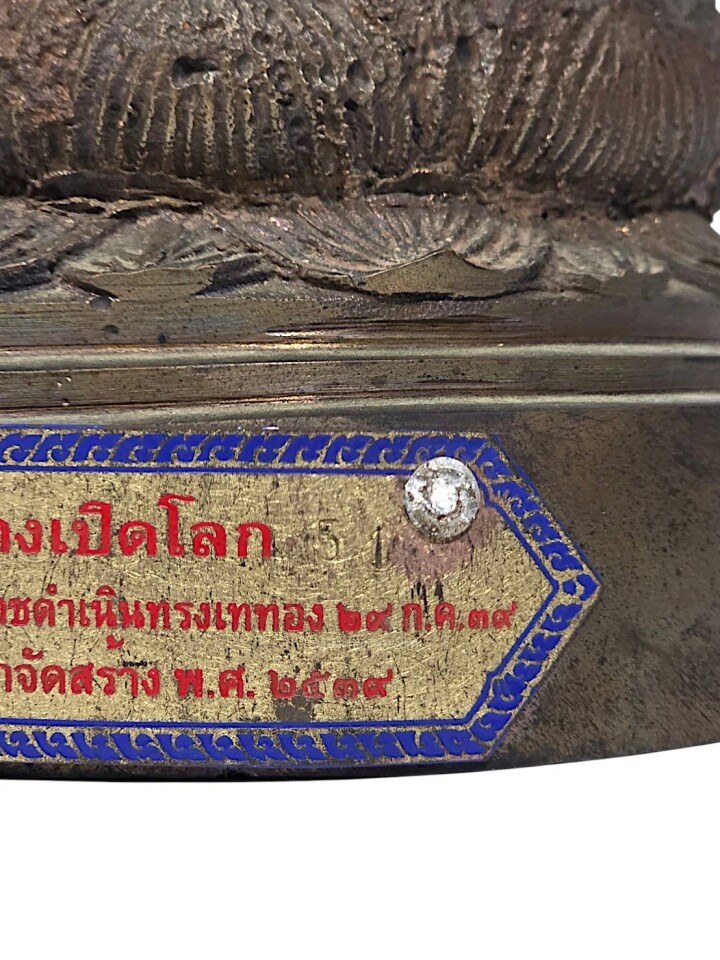 งเปิดโลก 51
ชดำเนินทรงเททอง ๒๙ ก.ค.๓๙
จัดสร้าง พ.ศ. ๒๕๓๙